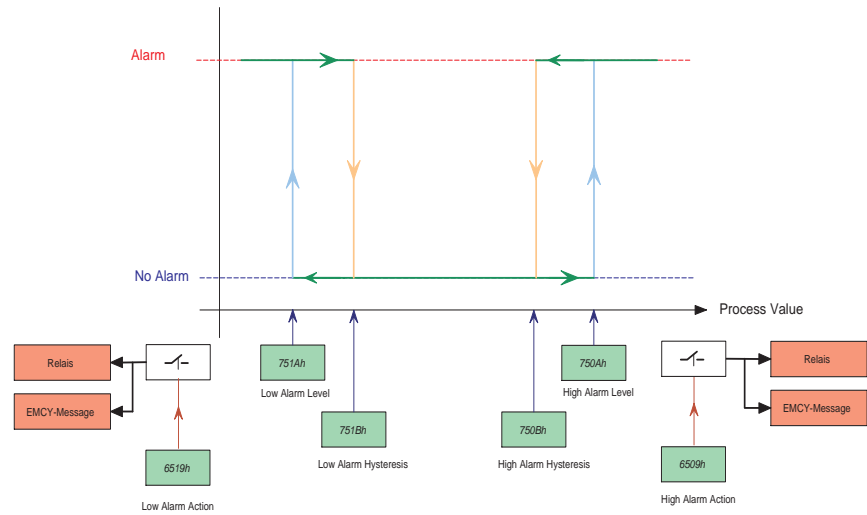 Alarm
No Alarm
Process Value
751Ah
Low Alarm Level
750Ah
High Alarm Level
Relais
EMCY-Message
Relais
EMCY-Message
751Bh
Low Alarm Hysteresis
750Bh
High Alarm Hysteresis
6519h
Low Alarm Action
6509h
High Alarm Action